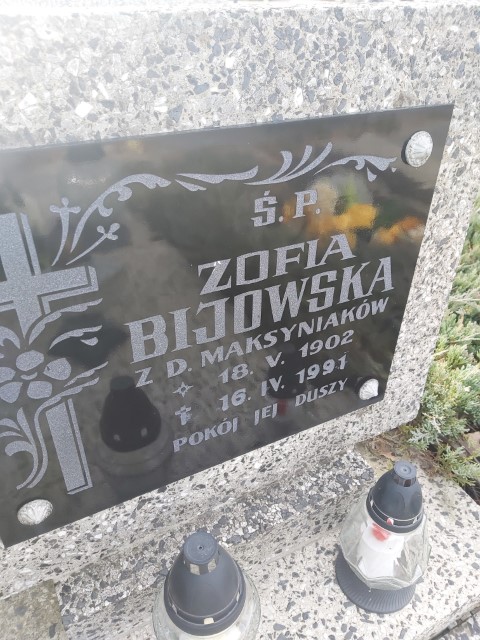 Ś. P.
ZOFIA
BIJOWSKA
Z D. MAKSYNIAKÓW
18. V. 1902
16. IV. 1991
POKÓJ JEJ DUSZY